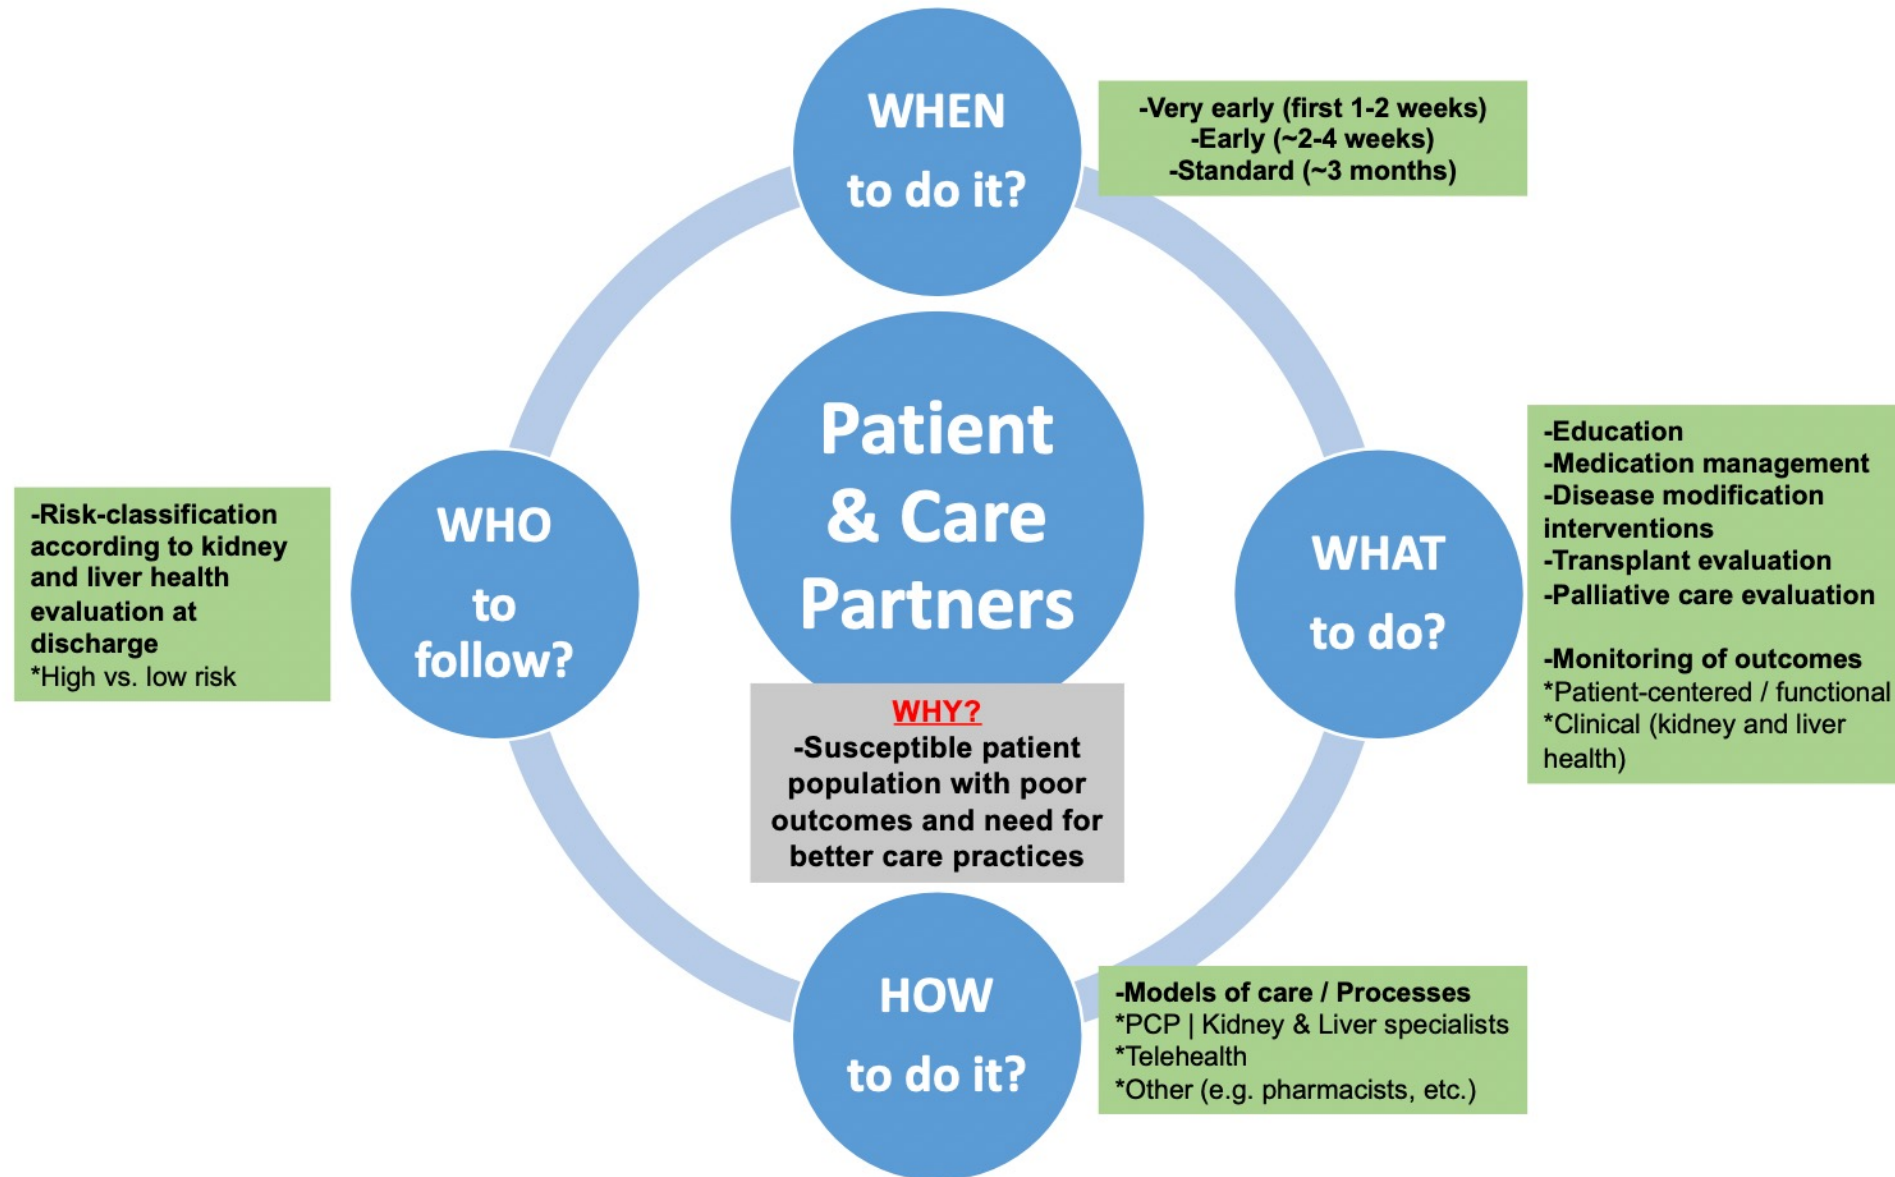 WHEN
to do it?
-Very early (first 1-2 weeks)
-Early (~2-4 weeks)
-Standard (~3 months)
Patient
& Care
Partners
WHY?
-Susceptible patient
population with poor
outcomes and need for
better care practices
WHO
to
follow?
-Risk-classification
according to kidney
and liver health
evaluation at
discharge
*High vs. low risk
WHAT
to do?
-Education
-Medication management
-Disease modification
interventions
-Transplant evaluation
-Palliative care evaluation
-Monitoring of outcomes
*Patient-centered / functional
*Clinical (kidney and liver
health)
HOW
to do it?
-Models of care / Processes
*PCP | Kidney & Liver specialists
*Telehealth
*Other (e.g. pharmacists, etc.)